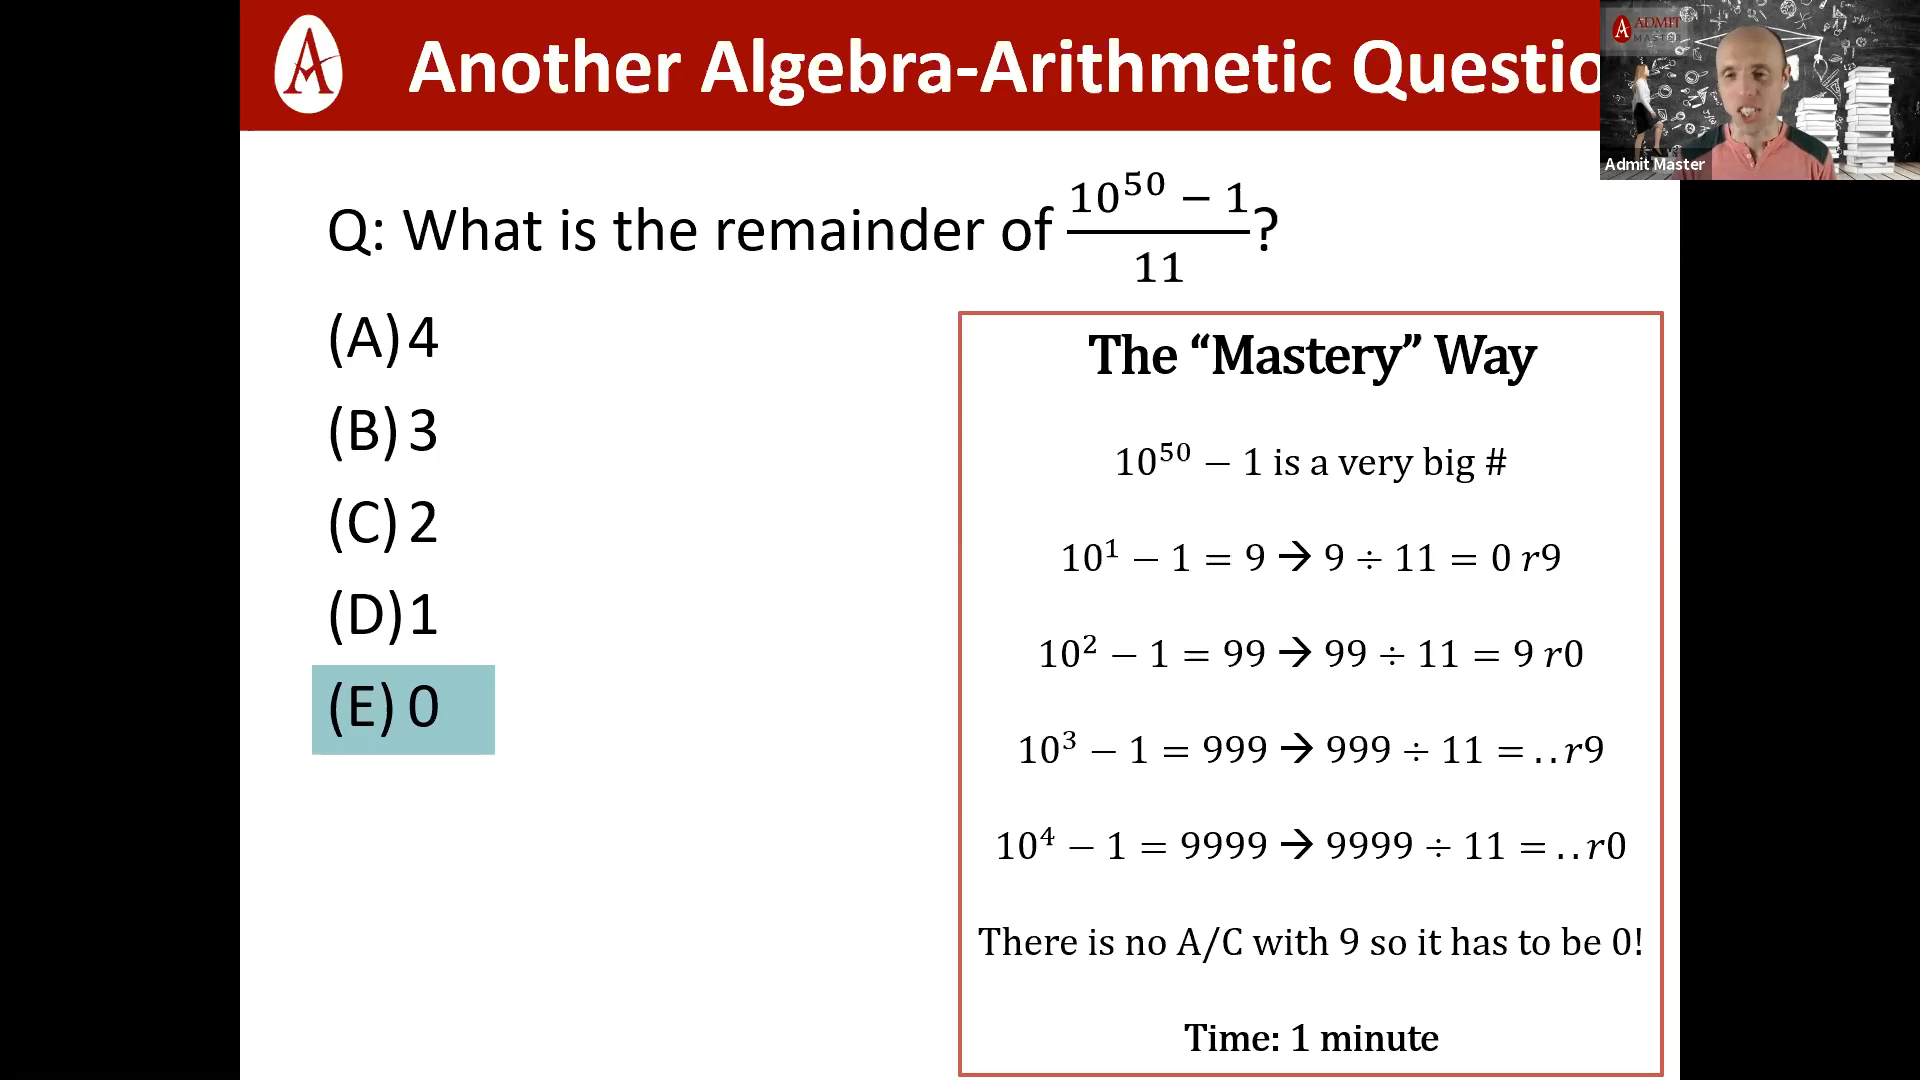 Another Algebra-Arithmetic Questio
ADMIT
MASTER
Admit Master
Q: What is the remainder of \frac{10^{50} − 1}{11}?
(A) 4
(B) 3
(C) 2
(D) 1
(E) 0
The “Mastery” Way
10^{50} − 1 is a very big #
10^1 − 1 = 9 → 9 ÷ 11 = 0 r9
10^2 − 1 = 99 → 99 ÷ 11 = 9 r0
10^3 − 1 = 999 → 999 ÷ 11 = .. r9
10^4 − 1 = 9999 → 9999 ÷ 11 = .. r0
There is no A/C with 9 so it has to be 0!
Time: 1 minute